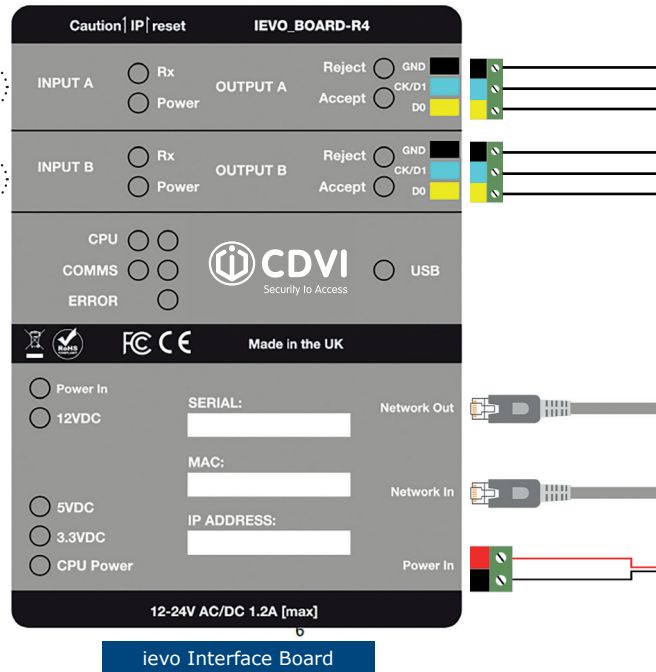 Caution IP reset IEVO_BOARD-R4
INPUT A Rx Power OUTPUT A Reject Accept GND CK/D1 D0
INPUT B Rx Power OUTPUT B Reject Accept GND CK/D1 D0
CPU
COMMS
ERROR
CDVI
Security to Access
USB
RoHS
COMPLIANT
FC CE Made in the UK
Power In
12VDC
SERIAL:
Network Out
MAC:
Network In
5VDC
IP ADDRESS:
3.3VDC
CPU Power
Power In
12-24V AC/DC 1.2A [max]
6
ievo Interface Board